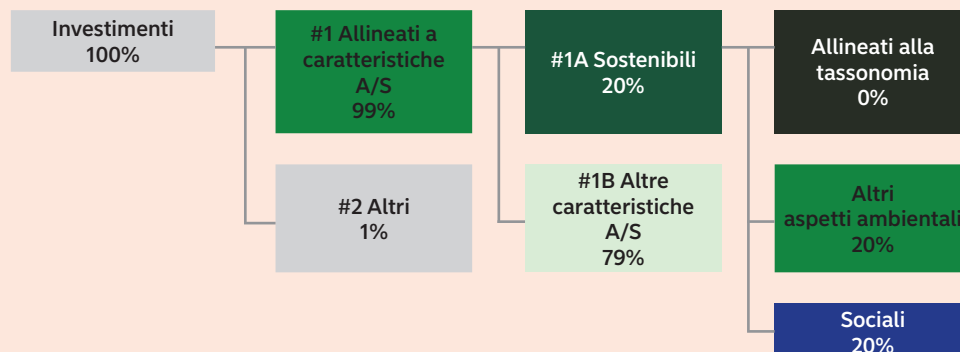 Investimenti
100%
#1 Allineati a
caratteristiche
A/S
99%
#1A Sostenibili
20%
Allineati alla
tassonomia
0%
#2 Altri
1%
#1B Altre
caratteristiche
A/S
79%
Altri
aspetti ambientali
20%
Sociali
20%